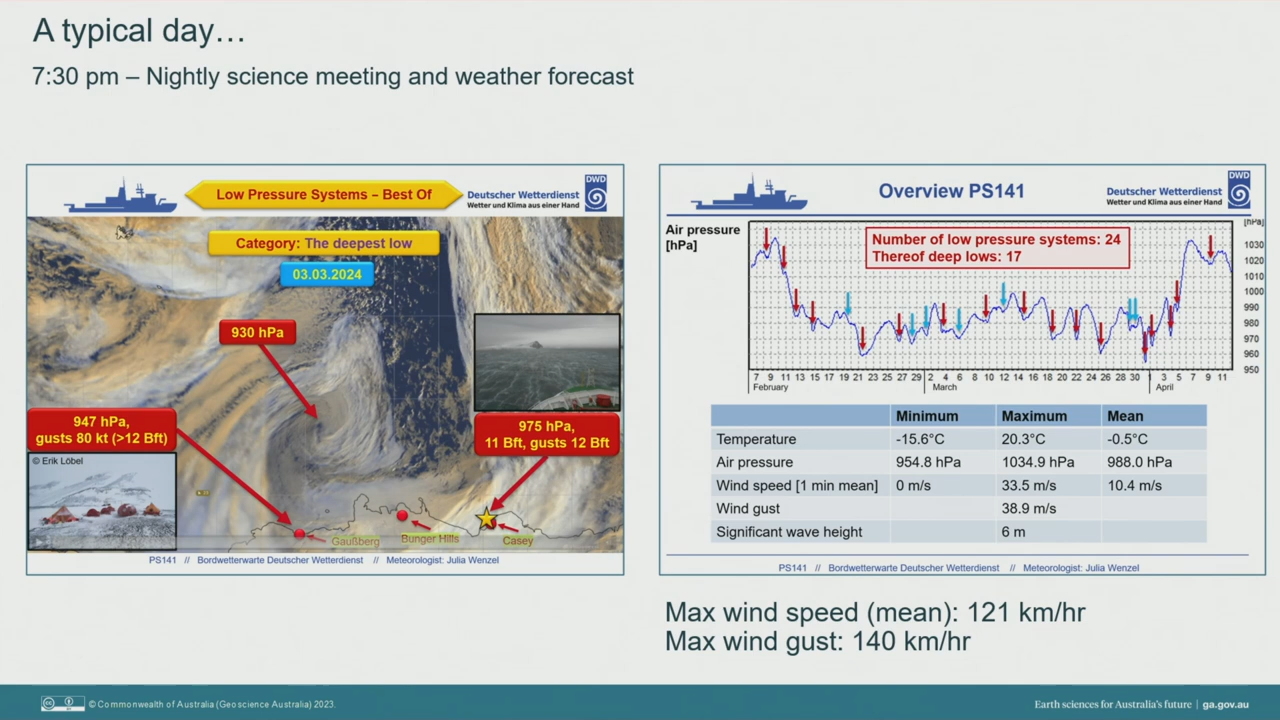 A typical day…
7:30 pm – Nightly science meeting and weather forecast
Low Pressure Systems – Best Of
Deutscher Wetterdienst
Wetter und Klima aus einer Hand
DWD
Category: The deepest low
03.03.2024
930 hPa
947 hPa,
gusts 80 kt (>12 Bft)
975 hPa,
11 Bft, gusts 12 Bft
© Erik Löbel
Gaußberg
Bunger Hills
Casey
PS141 // Bordwetterwarte Deutscher Wetterdienst // Meteorologist: Julia Wenzel
Overview PS141
Deutscher Wetterdienst
Wetter und Klima aus einer Hand
DWD
Air pressure
[hPa]
Number of low pressure systems: 24
Thereof deep lows: 17
[hPa]
1030
1020
1010
1000
990
980
970
960
950
7 9 11 13 15 17 19 21 23 25 27 29 2 4 6 8 10 12 14 16 18 20 22 24 26 28 30 1 3 5 7 9 11
February March April
Minimum Maximum Mean
Temperature -15.6°C 20.3°C -0.5°C
Air pressure 954.8 hPa 1034.9 hPa 988.0 hPa
Wind speed [1 min mean] 0 m/s 33.5 m/s 10.4 m/s
Wind gust 38.9 m/s
Significant wave height 6 m
PS141 // Bordwetterwarte Deutscher Wetterdienst // Meteorologist: Julia Wenzel
Max wind speed (mean): 121 km/hr
Max wind gust: 140 km/hr
© Commonwealth of Australia (Geoscience Australia) 2023.
Earth sciences for Australia's future | ga.gov.au